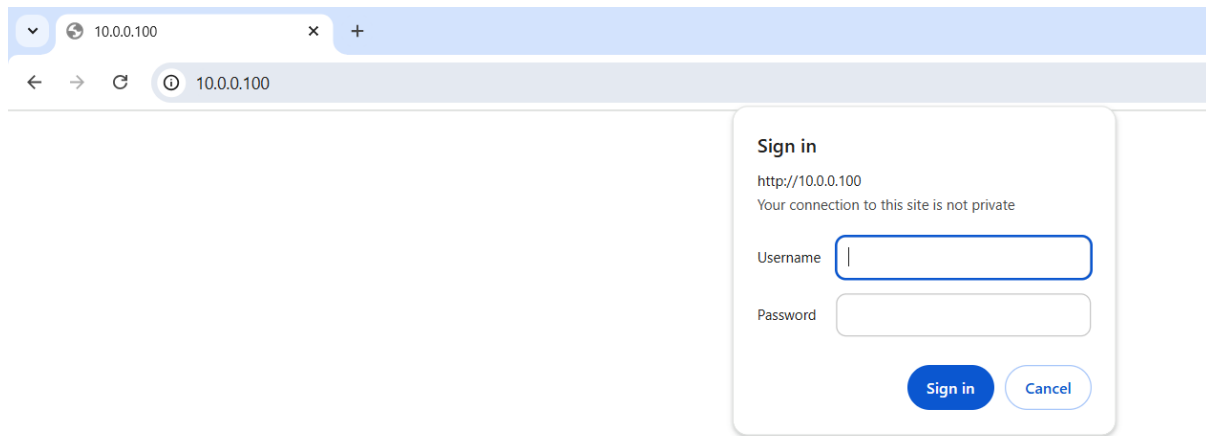 10.0.0.100
10.0.0.100
Sign in
http://10.0.0.100
Your connection to this site is not private
Username
Password
Sign in Cancel